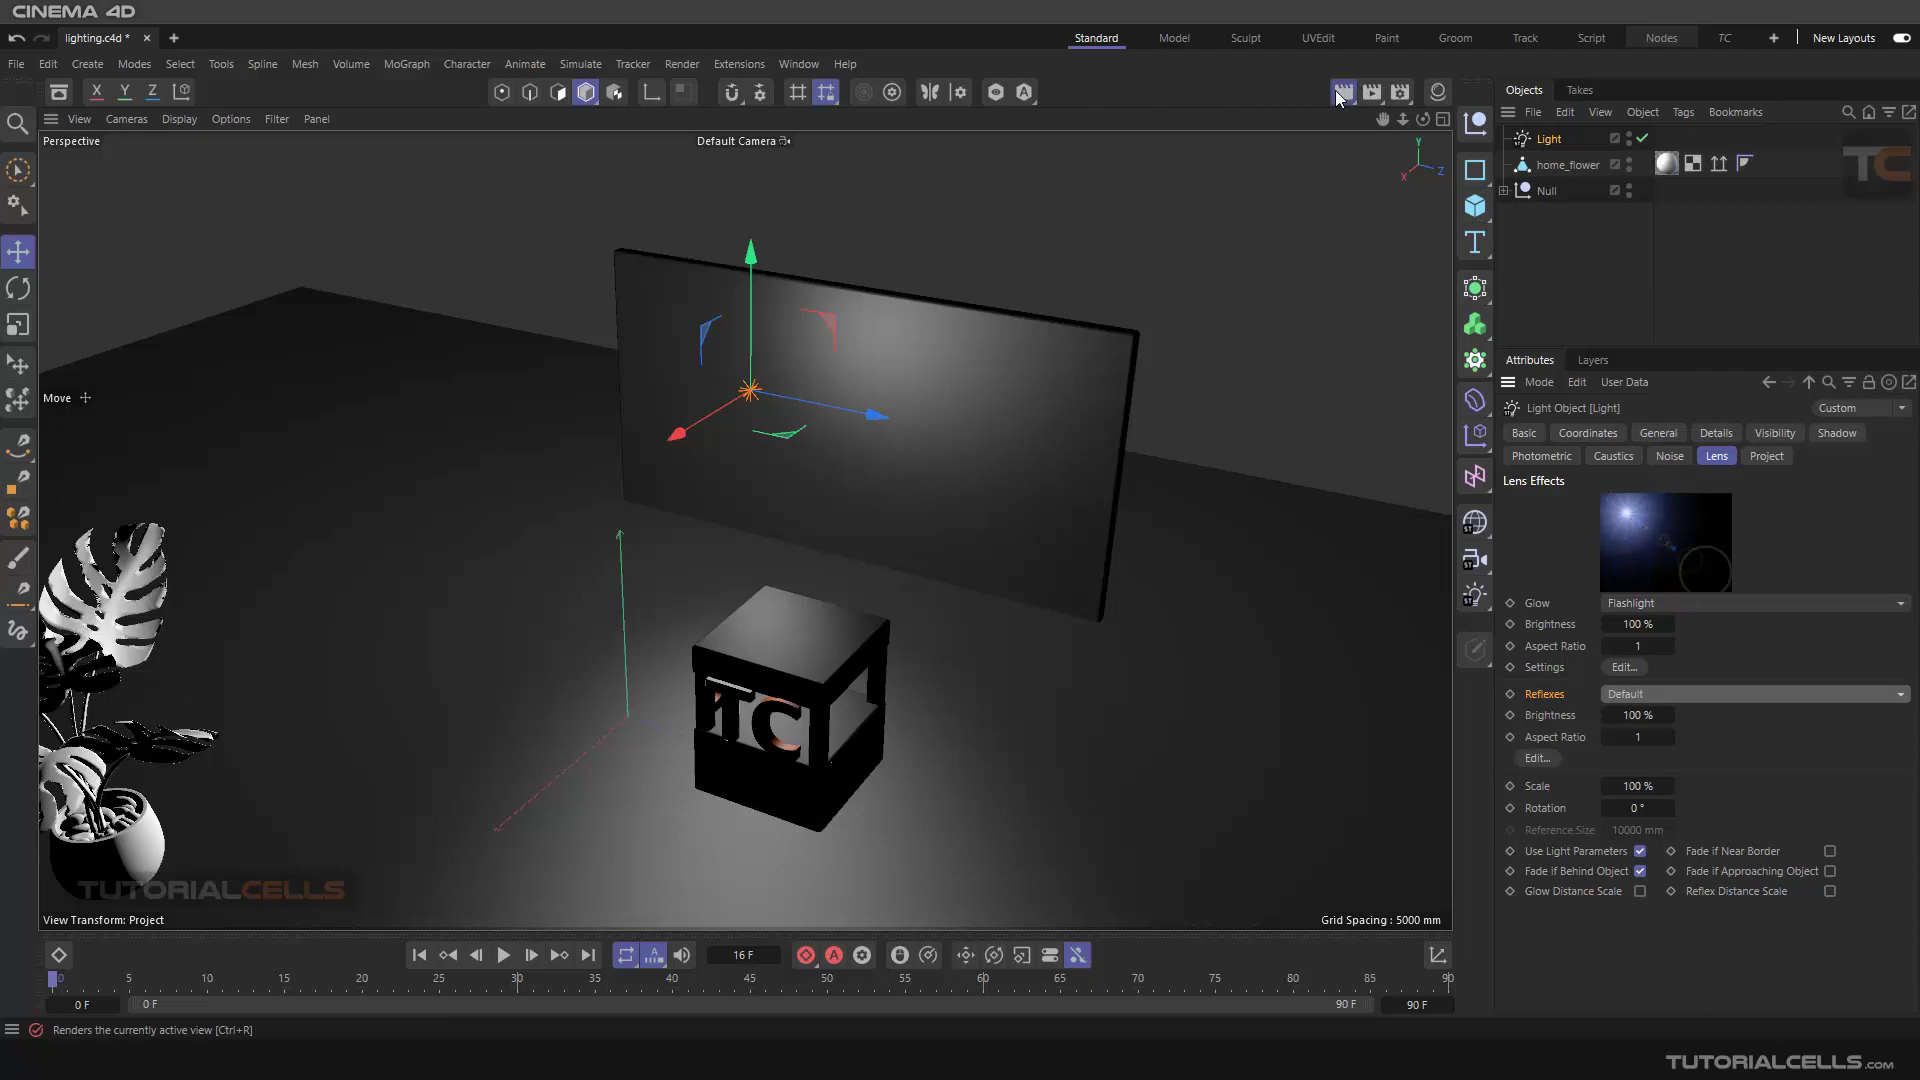 CINEMA 4D
lighting.c4d *
Standard Model Sculpt UVEdit Paint Groom Track Script Nodes TC New Layouts
File Edit Create Modes Select Tools Spline Mesh Volume MoGraph Character Animate Simulate Tracker Render Extensions Window Help
X Y Z
Objects Takes
View Cameras Display Options Filter Panel
File Edit View Object Tags Bookmarks
Perspective
Default Camera
Y
X
Z
Light
home_flower
Null
TC
Attributes Layers
Mode Edit User Data
Move
Light Object [Light]
Custom
Basic Coordinates General Details Visibility Shadow
Photometric Caustics Noise Lens Project
Lens Effects
Glow Flashlight
Brightness 100 %
Aspect Ratio 1
Settings Edit...
Reflexes Default
Brightness 100 %
Aspect Ratio 1
Edit...
Scale 100 %
Rotation 0 °
Reference Size 10000 mm
Use Light Parameters Fade if Near Border
Fade if Behind Object Fade if Approaching Object
Glow Distance Scale Reflex Distance Scale
TC
TUTORIALCELLS
View Transform: Project
Grid Spacing : 5000 mm
16 F
0 5 10 15 20 25 30 35 40 45 50 55 60 65 70 75 80 85 90
0 F 0 F 90 F 90 F
Renders the currently active view [Ctrl+R]
TUTORIALCELLS.COM